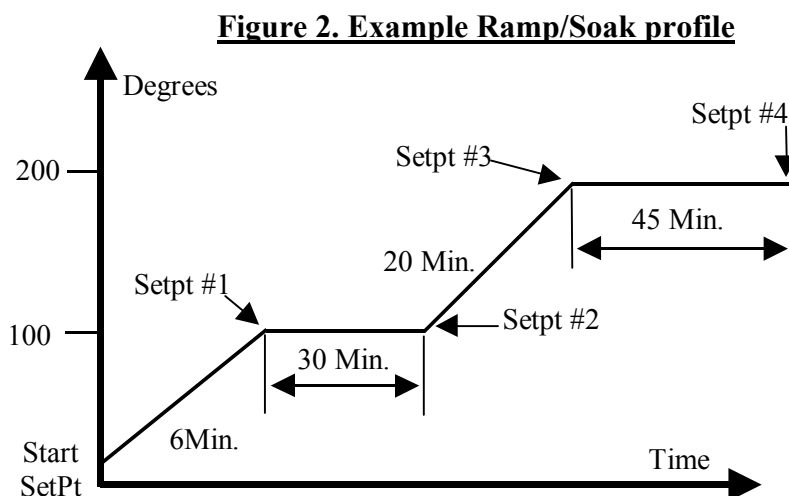 Figure 2. Example Ramp/Soak profile
Degrees
Setpt #4
Setpt #3
200
45 Min.
20 Min.
Setpt #1
Setpt #2
100
30 Min.
6Min.
Start
SetPt
Time